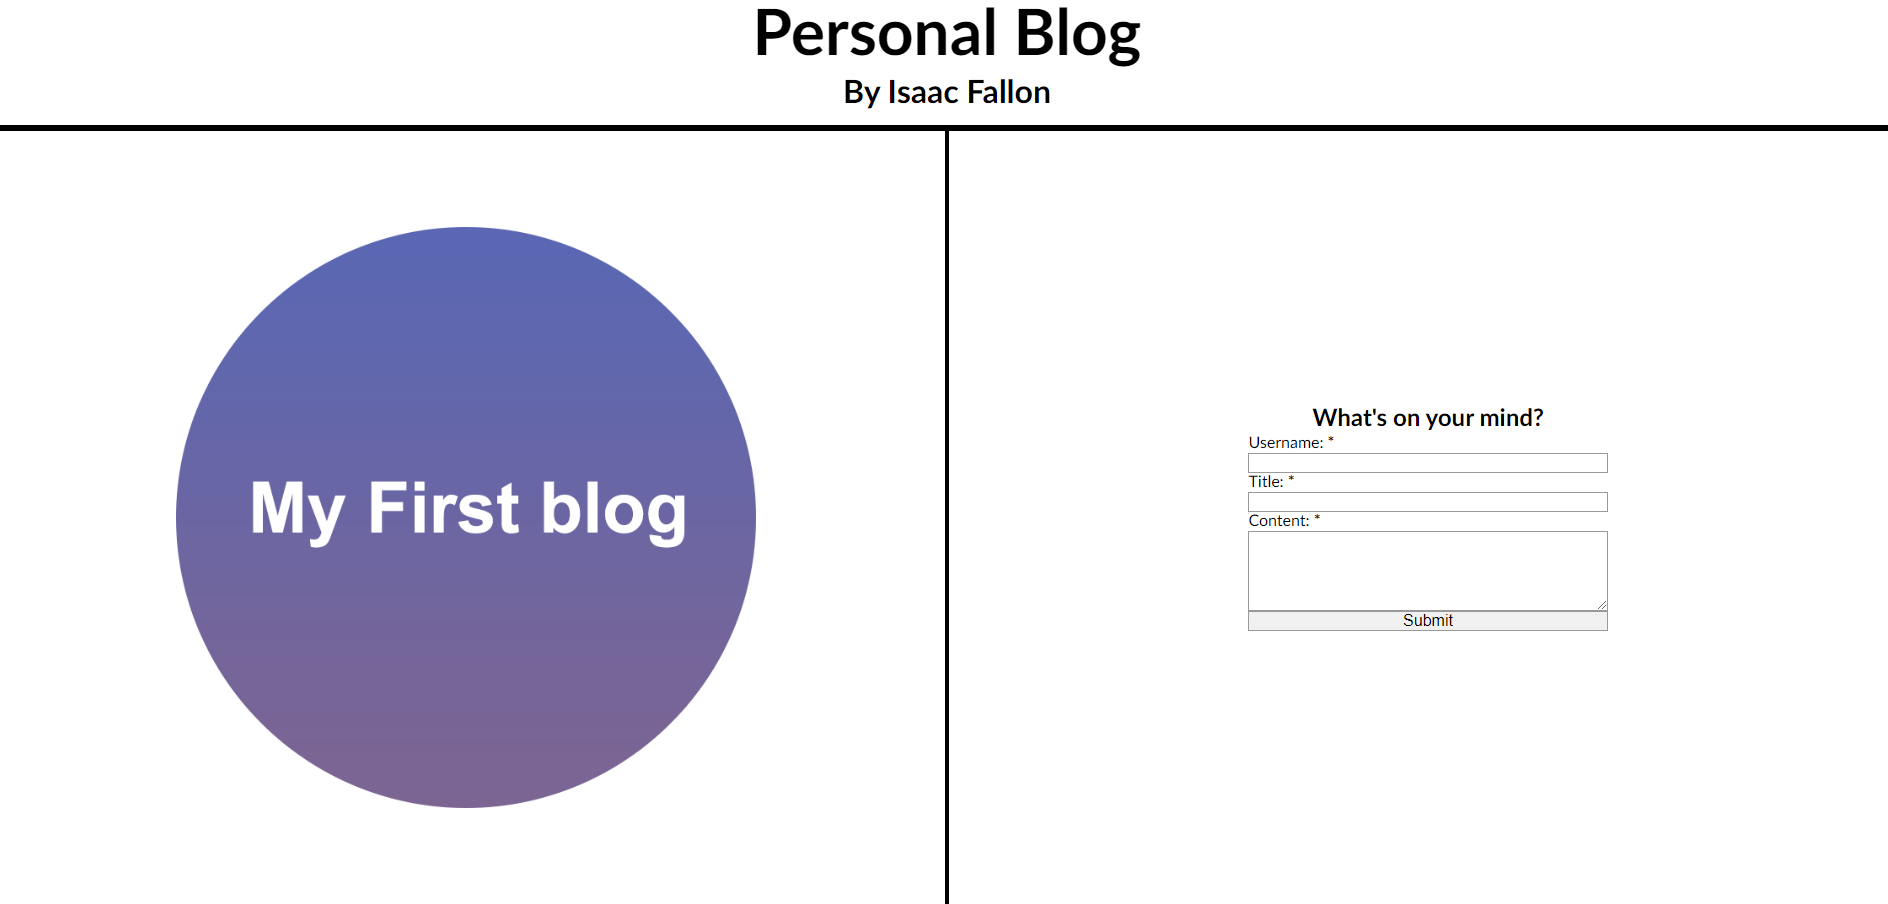 Personal Blog
By Isaac Fallon
My First blog
What's on your mind?
Username: *
Title: *
Content: *
Submit